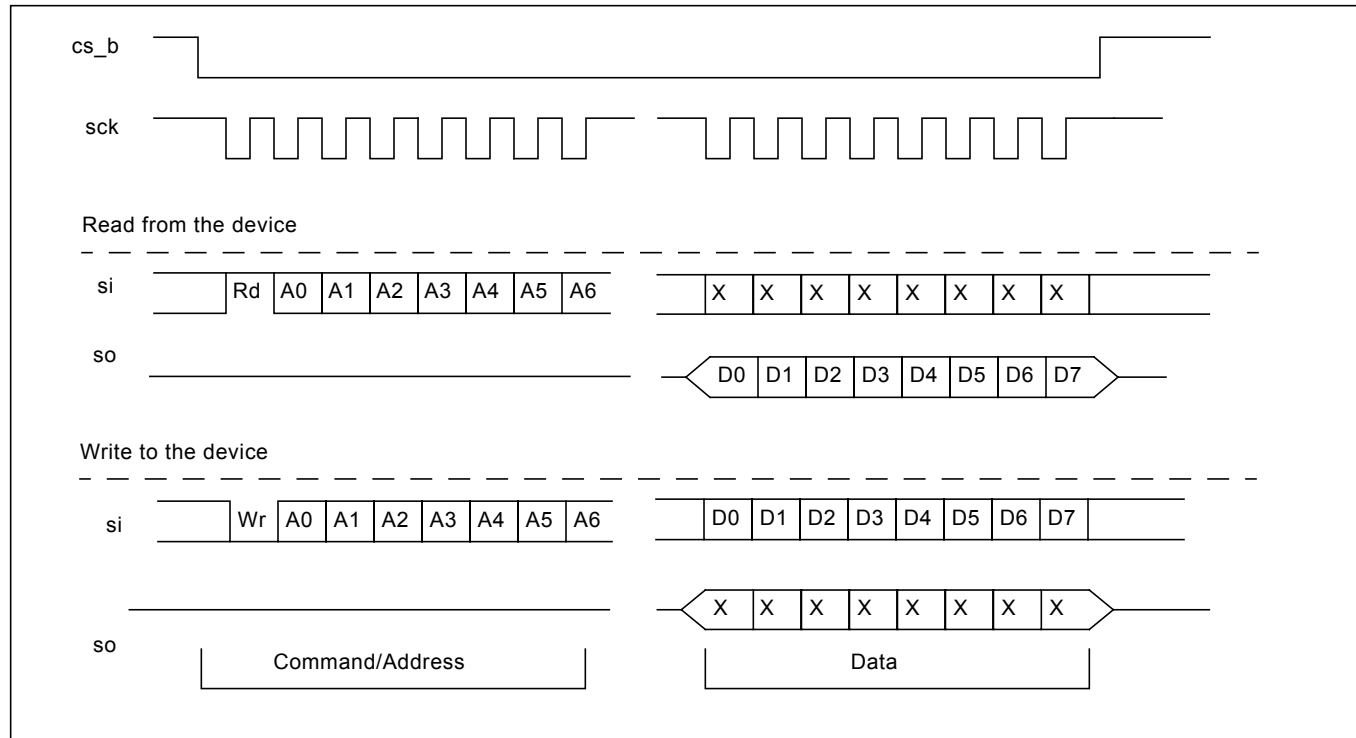 cs_b
sck
Read from the device
si Rd A0 A1 A2 A3 A4 A5 A6 X X X X X X X X
so D0 D1 D2 D3 D4 D5 D6 D7
Write to the device
si Wr A0 A1 A2 A3 A4 A5 A6 D0 D1 D2 D3 D4 D5 D6 D7
so X X X X X X X X
Command/Address Data